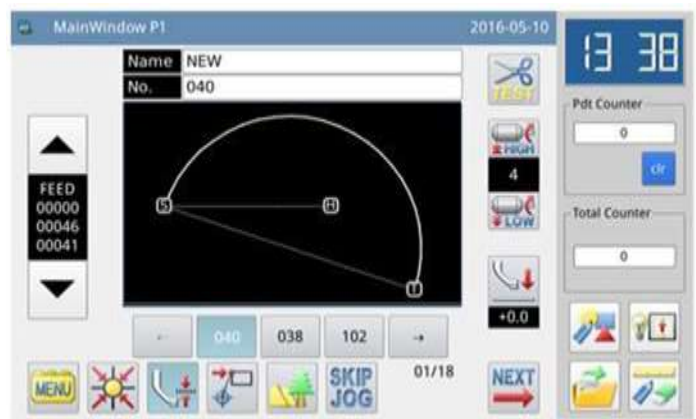 MainWindow P1
2016-05-10
13 38
Name NEW
No. 040
TEST
HIGH
4
LOW
+0.0
FEED
00000
00046
00041
S
H
T
← 040 038 102 →
01/18
MENU
SKIP
JOG
NEXT
Pdt Counter
0
clr
Total Counter
0